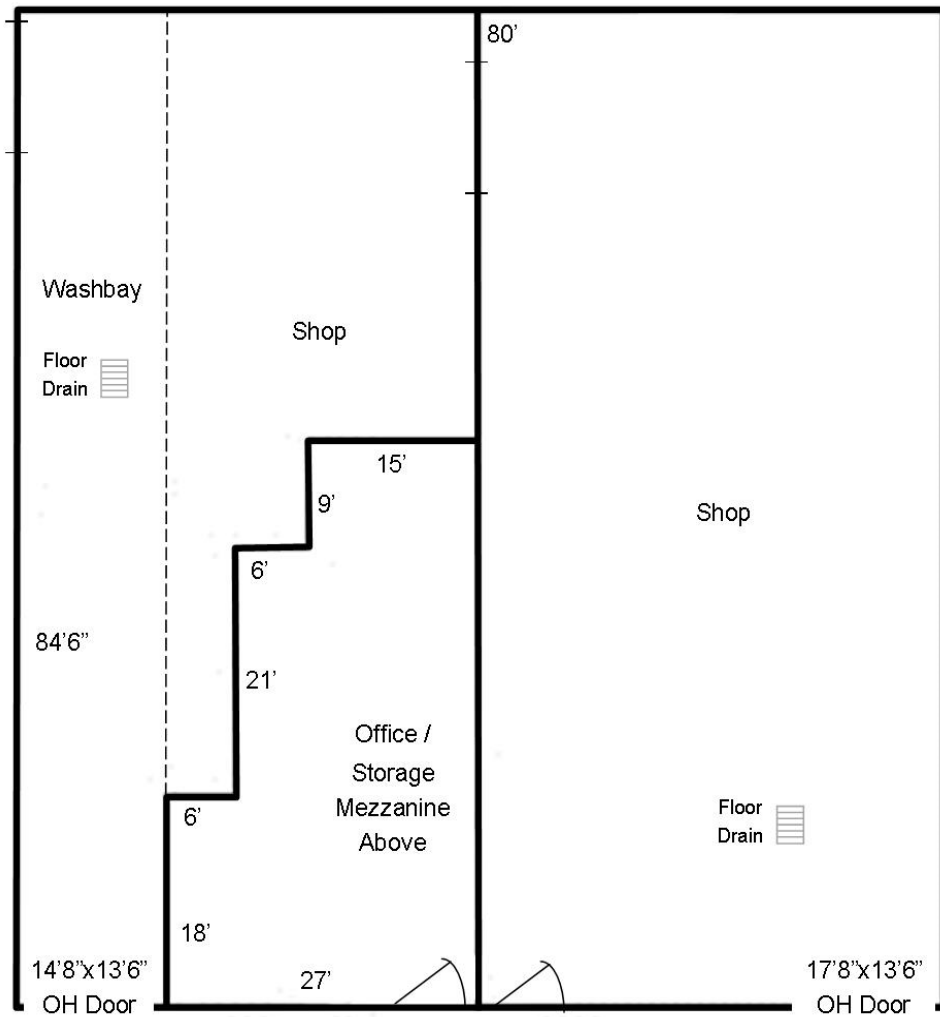 80’
Washbay
Shop
Floor
Drain
15’
9’
Shop
6’
84’6”
21’
Office /
Storage
Mezzanine
Above
Floor
Drain
6’
18’
14’8”x13’6”
OH Door
27’
17’8”x13’6”
OH Door